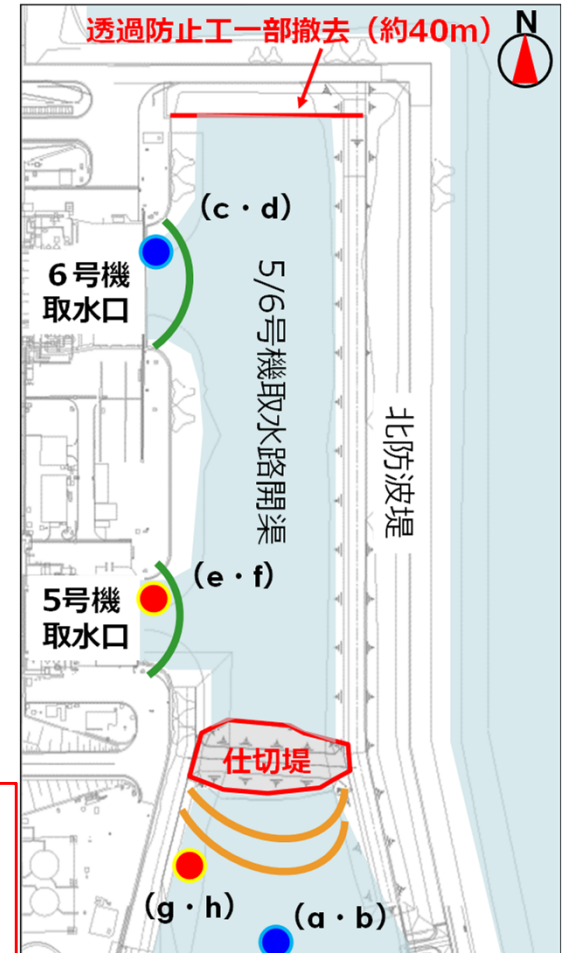 透過防止工一部撤去（約40m）
N
（c・d）
６号機
取水口
5/6号機取水路開渠
北防波堤
（e・f）
5号機
取水口
仕切堤
（g・h）
（a・b）